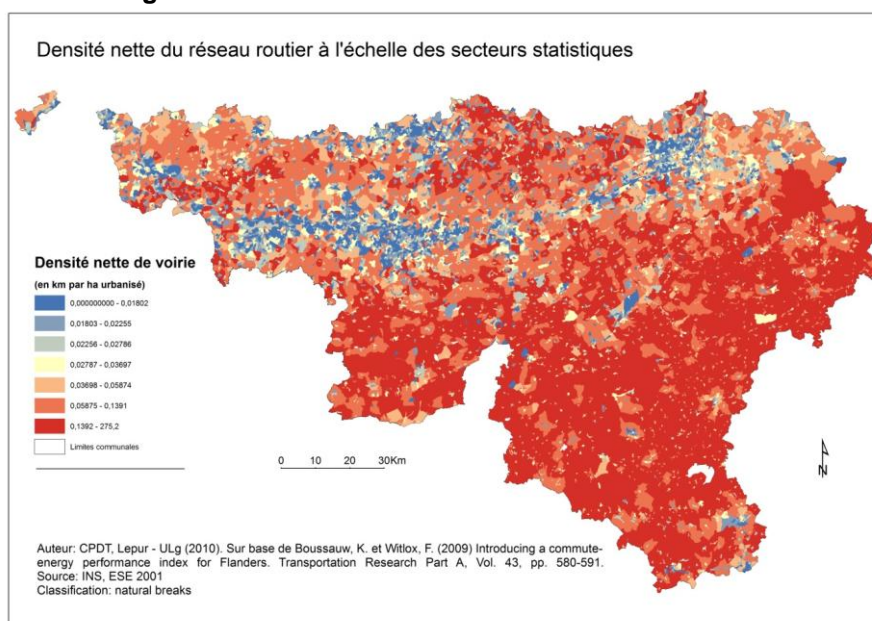 Densité nette du réseau routier à l'échelle des secteurs statistiques
Densité nette de voirie
(en km par ha urbanisé)
0,000000000 - 0,01802
0,01803 - 0,02255
0,02256 - 0,02786
0,02787 - 0,03697
0,03698 - 0,05874
0,05875 - 0,1391
0,1392 - 275,2
Limites communales
0 10 20 30Km
N
Auteur: CPDT, Lepur - ULg (2010). Sur base de Boussauw, K. et Witlox, F. (2009) Introducing a commute-
energy performance index for Flanders. Transportation Research Part A, Vol. 43, pp. 580-591.
Source: INS, ESE 2001
Classification: natural breaks